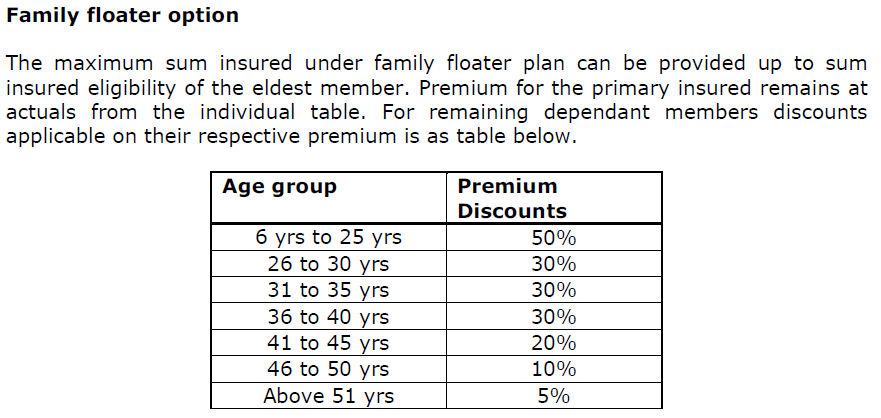 Family floater option
The maximum sum insured under family floater plan can be provided up to sum
insured eligibility of the eldest member. Premium for the primary insured remains at
actuals from the individual table. For remaining dependant members discounts
applicable on their respective premium is as table below.
Age group Premium
Discounts
6 yrs to 25 yrs 50%
26 to 30 yrs 30%
31 to 35 yrs 30%
36 to 40 yrs 30%
41 to 45 yrs 20%
46 to 50 yrs 10%
Above 51 yrs 5%